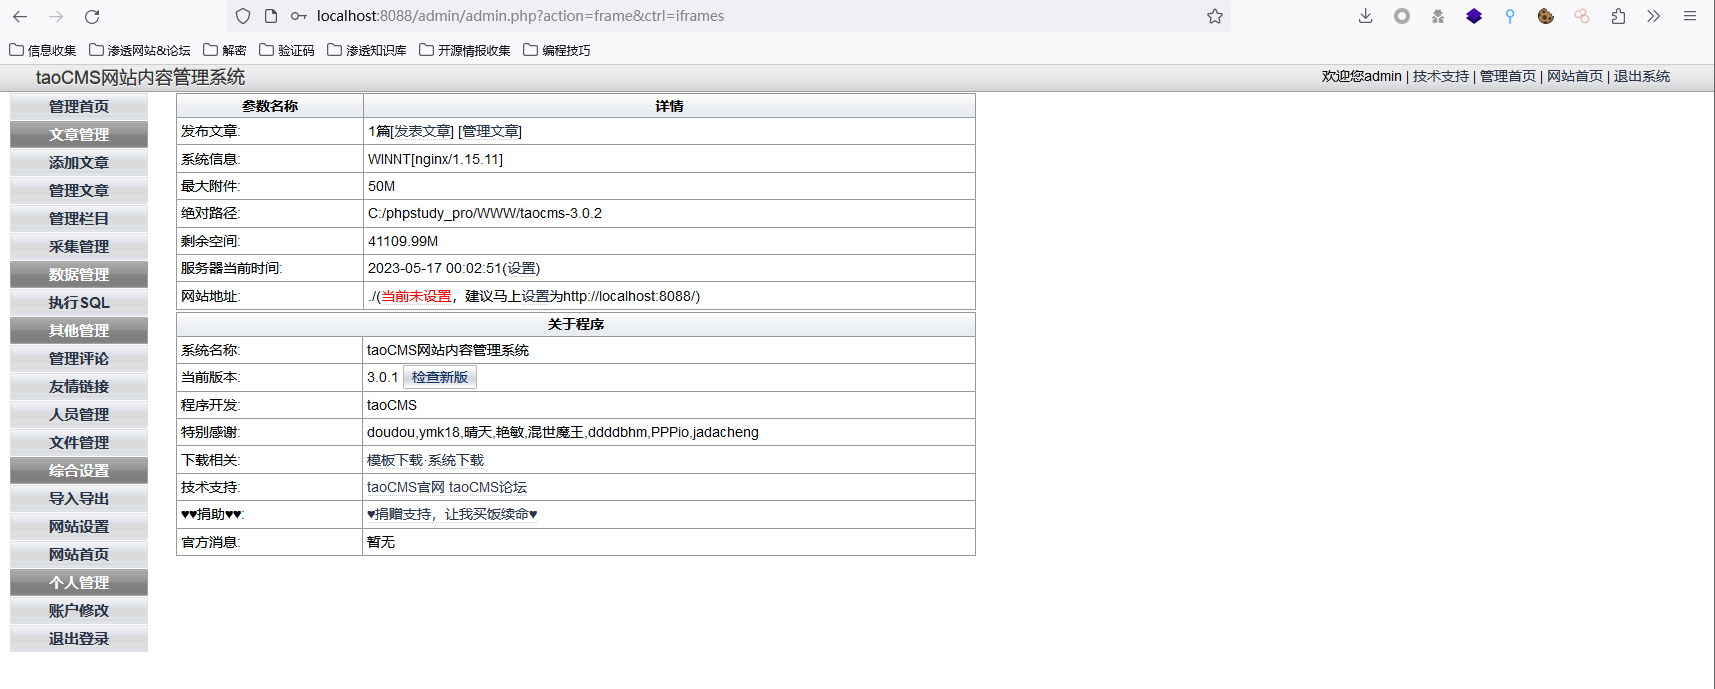 localhost:8088/admin/admin.php?action=frame&ctrl=iframes
信息收集 渗透网站&论坛 解密 验证码 渗透知识库 开源情报收集 编程技巧
taoCMS网站内容管理系统 欢迎您admin | 技术支持 | 管理首页 | 网站首页 | 退出系统
管理首页
文章管理
添加文章
管理文章
管理栏目
采集管理
数据管理
执行SQL
其他管理
管理评论
友情链接
人员管理
文件管理
综合设置
导入导出
网站设置
网站首页
个人管理
账户修改
退出登录
参数名称 详情
发布文章: 1篇[发表文章] [管理文章]
系统信息: WINNT[nginx/1.15.11]
最大附件: 50M
绝对路径: C:/phpstudy_pro/WWW/taocms-3.0.2
剩余空间: 41109.99M
服务器当前时间: 2023-05-17 00:02:51(设置)
网站地址: ./(当前未设置，建议马上设置为http://localhost:8088/)
关于程序
系统名称: taoCMS网站内容管理系统
当前版本: 3.0.1 检查新版
程序开发: taoCMS
特别感谢: doudou,ymk18,晴天,艳敏,混世魔王,ddddbhm,PPPio,jadacheng
下载相关: 模板下载·系统下载
技术支持: taoCMS官网 taoCMS论坛
♥♥捐助♥♥: ♥捐赠支持，让我买饭续命♥
官方消息: 暂无